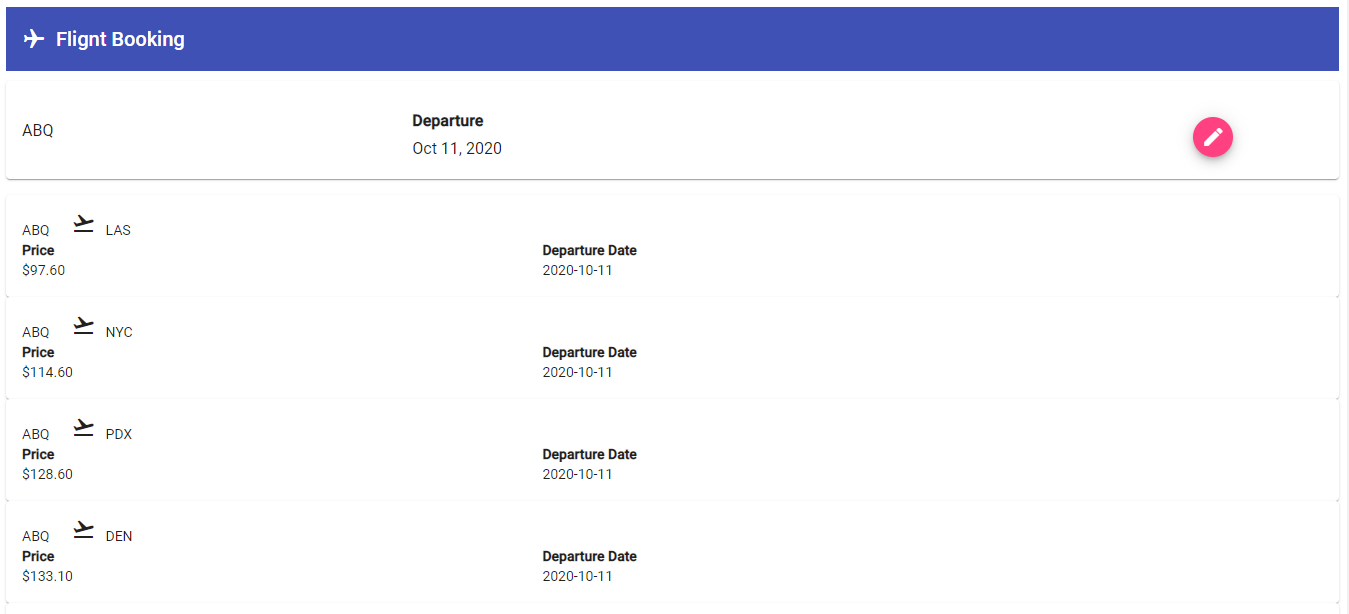 Flignt Booking
ABQ
Departure
Oct 11, 2020
ABQ LAS
Price Departure Date
$97.60 2020-10-11
ABQ NYC
Price Departure Date
$114.60 2020-10-11
ABQ PDX
Price Departure Date
$128.60 2020-10-11
ABQ DEN
Price Departure Date
$133.10 2020-10-11